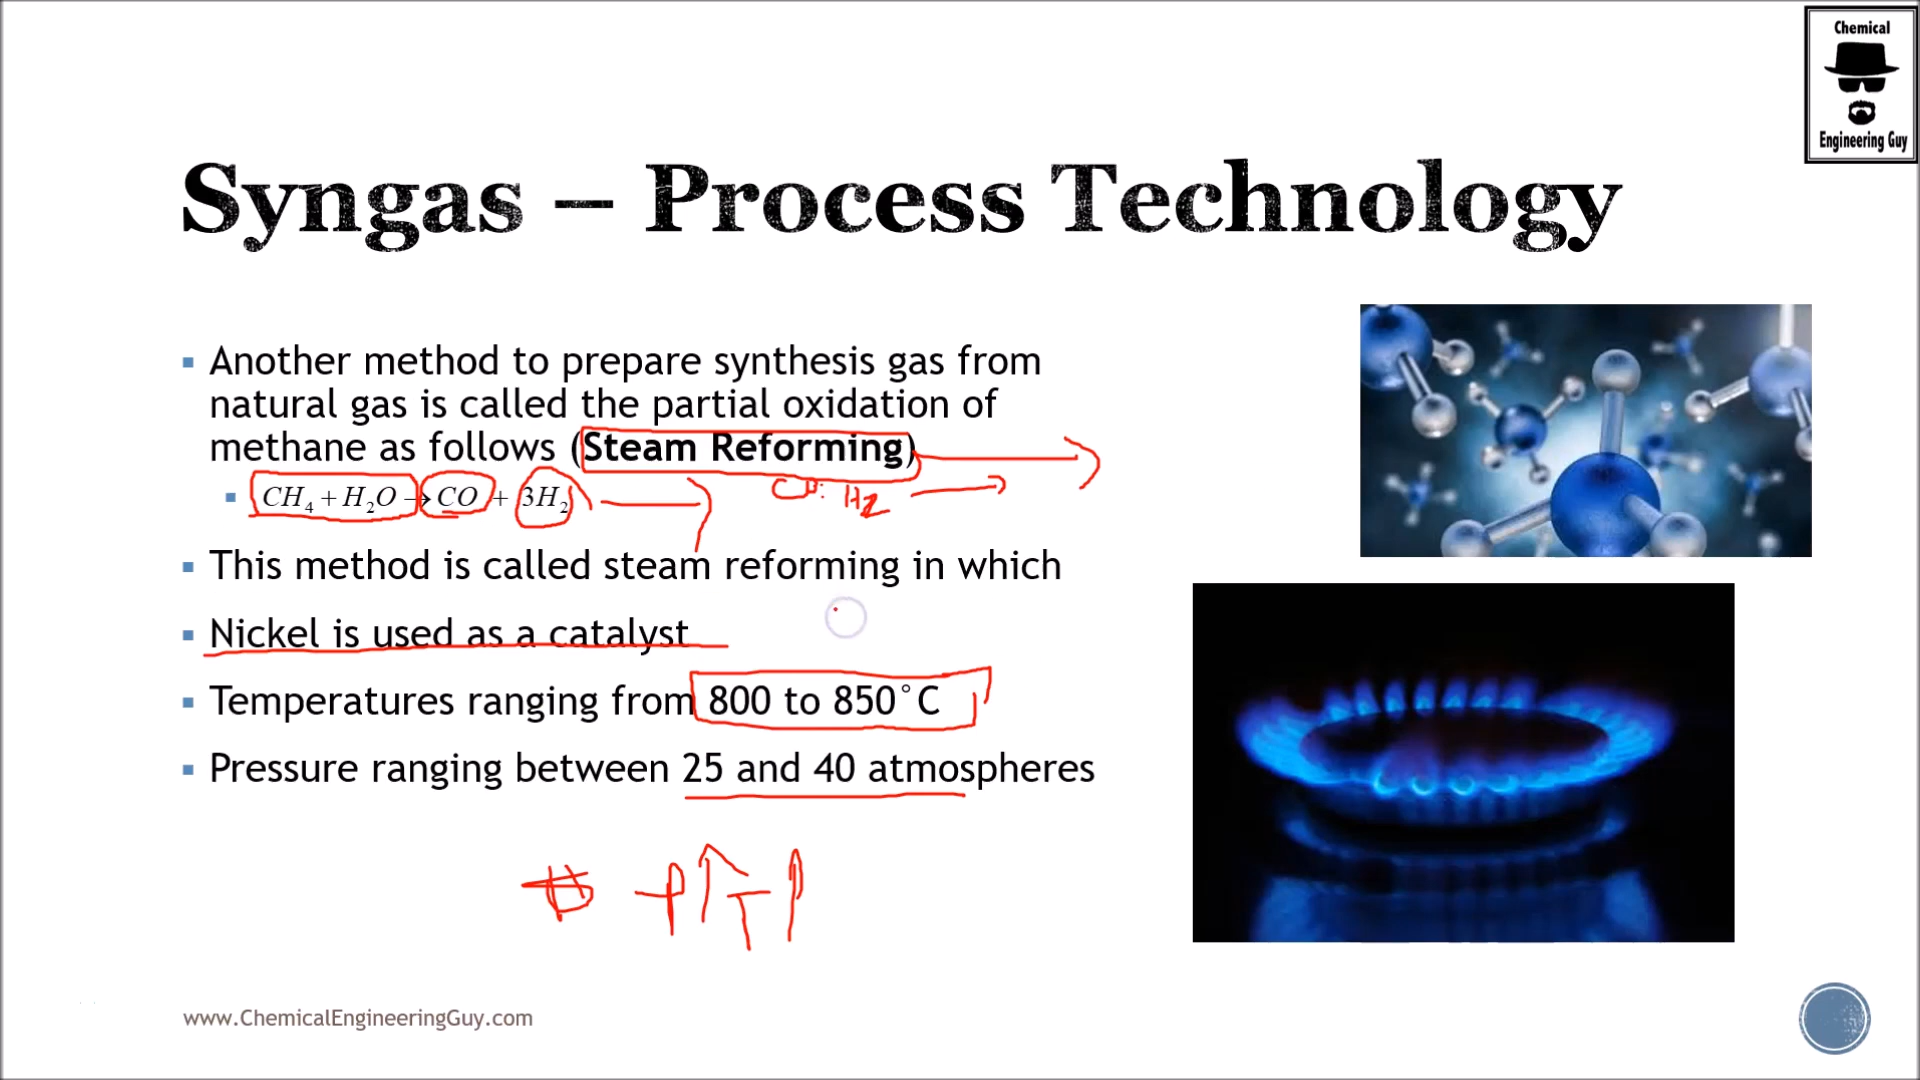 Chemical
Engineering Guy
Syngas – Process Technology
Another method to prepare synthesis gas from
natural gas is called the partial oxidation of
methane as follows (Steam Reforming)
CH₄ + H₂O → CO + 3H₂
CO: H2
This method is called steam reforming in which
Nickel is used as a catalyst
Temperatures ranging from 800 to 850°C
Pressure ranging between 25 and 40 atmospheres
P↑ T↑
www.ChemicalEngineeringGuy.com